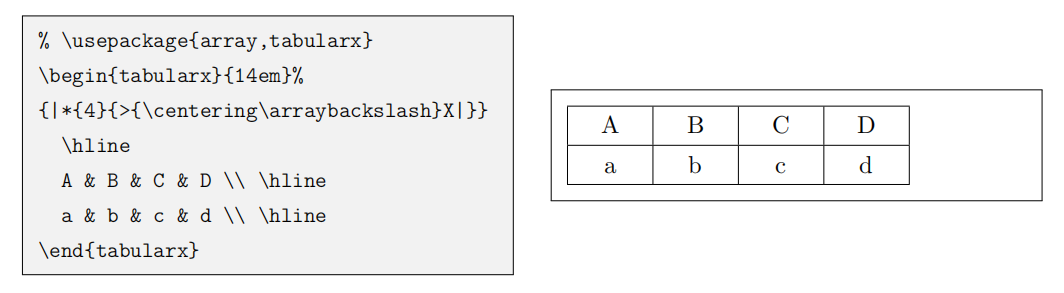 % \usepackage{array,tabularx}
\begin{tabularx}{14em}%
{|*{4}{>{\centering\arraybackslash}X|}}
  \hline
  A & B & C & D \\ \hline
  a & b & c & d \\ \hline
\end{tabularx}
A B C D
a b c d